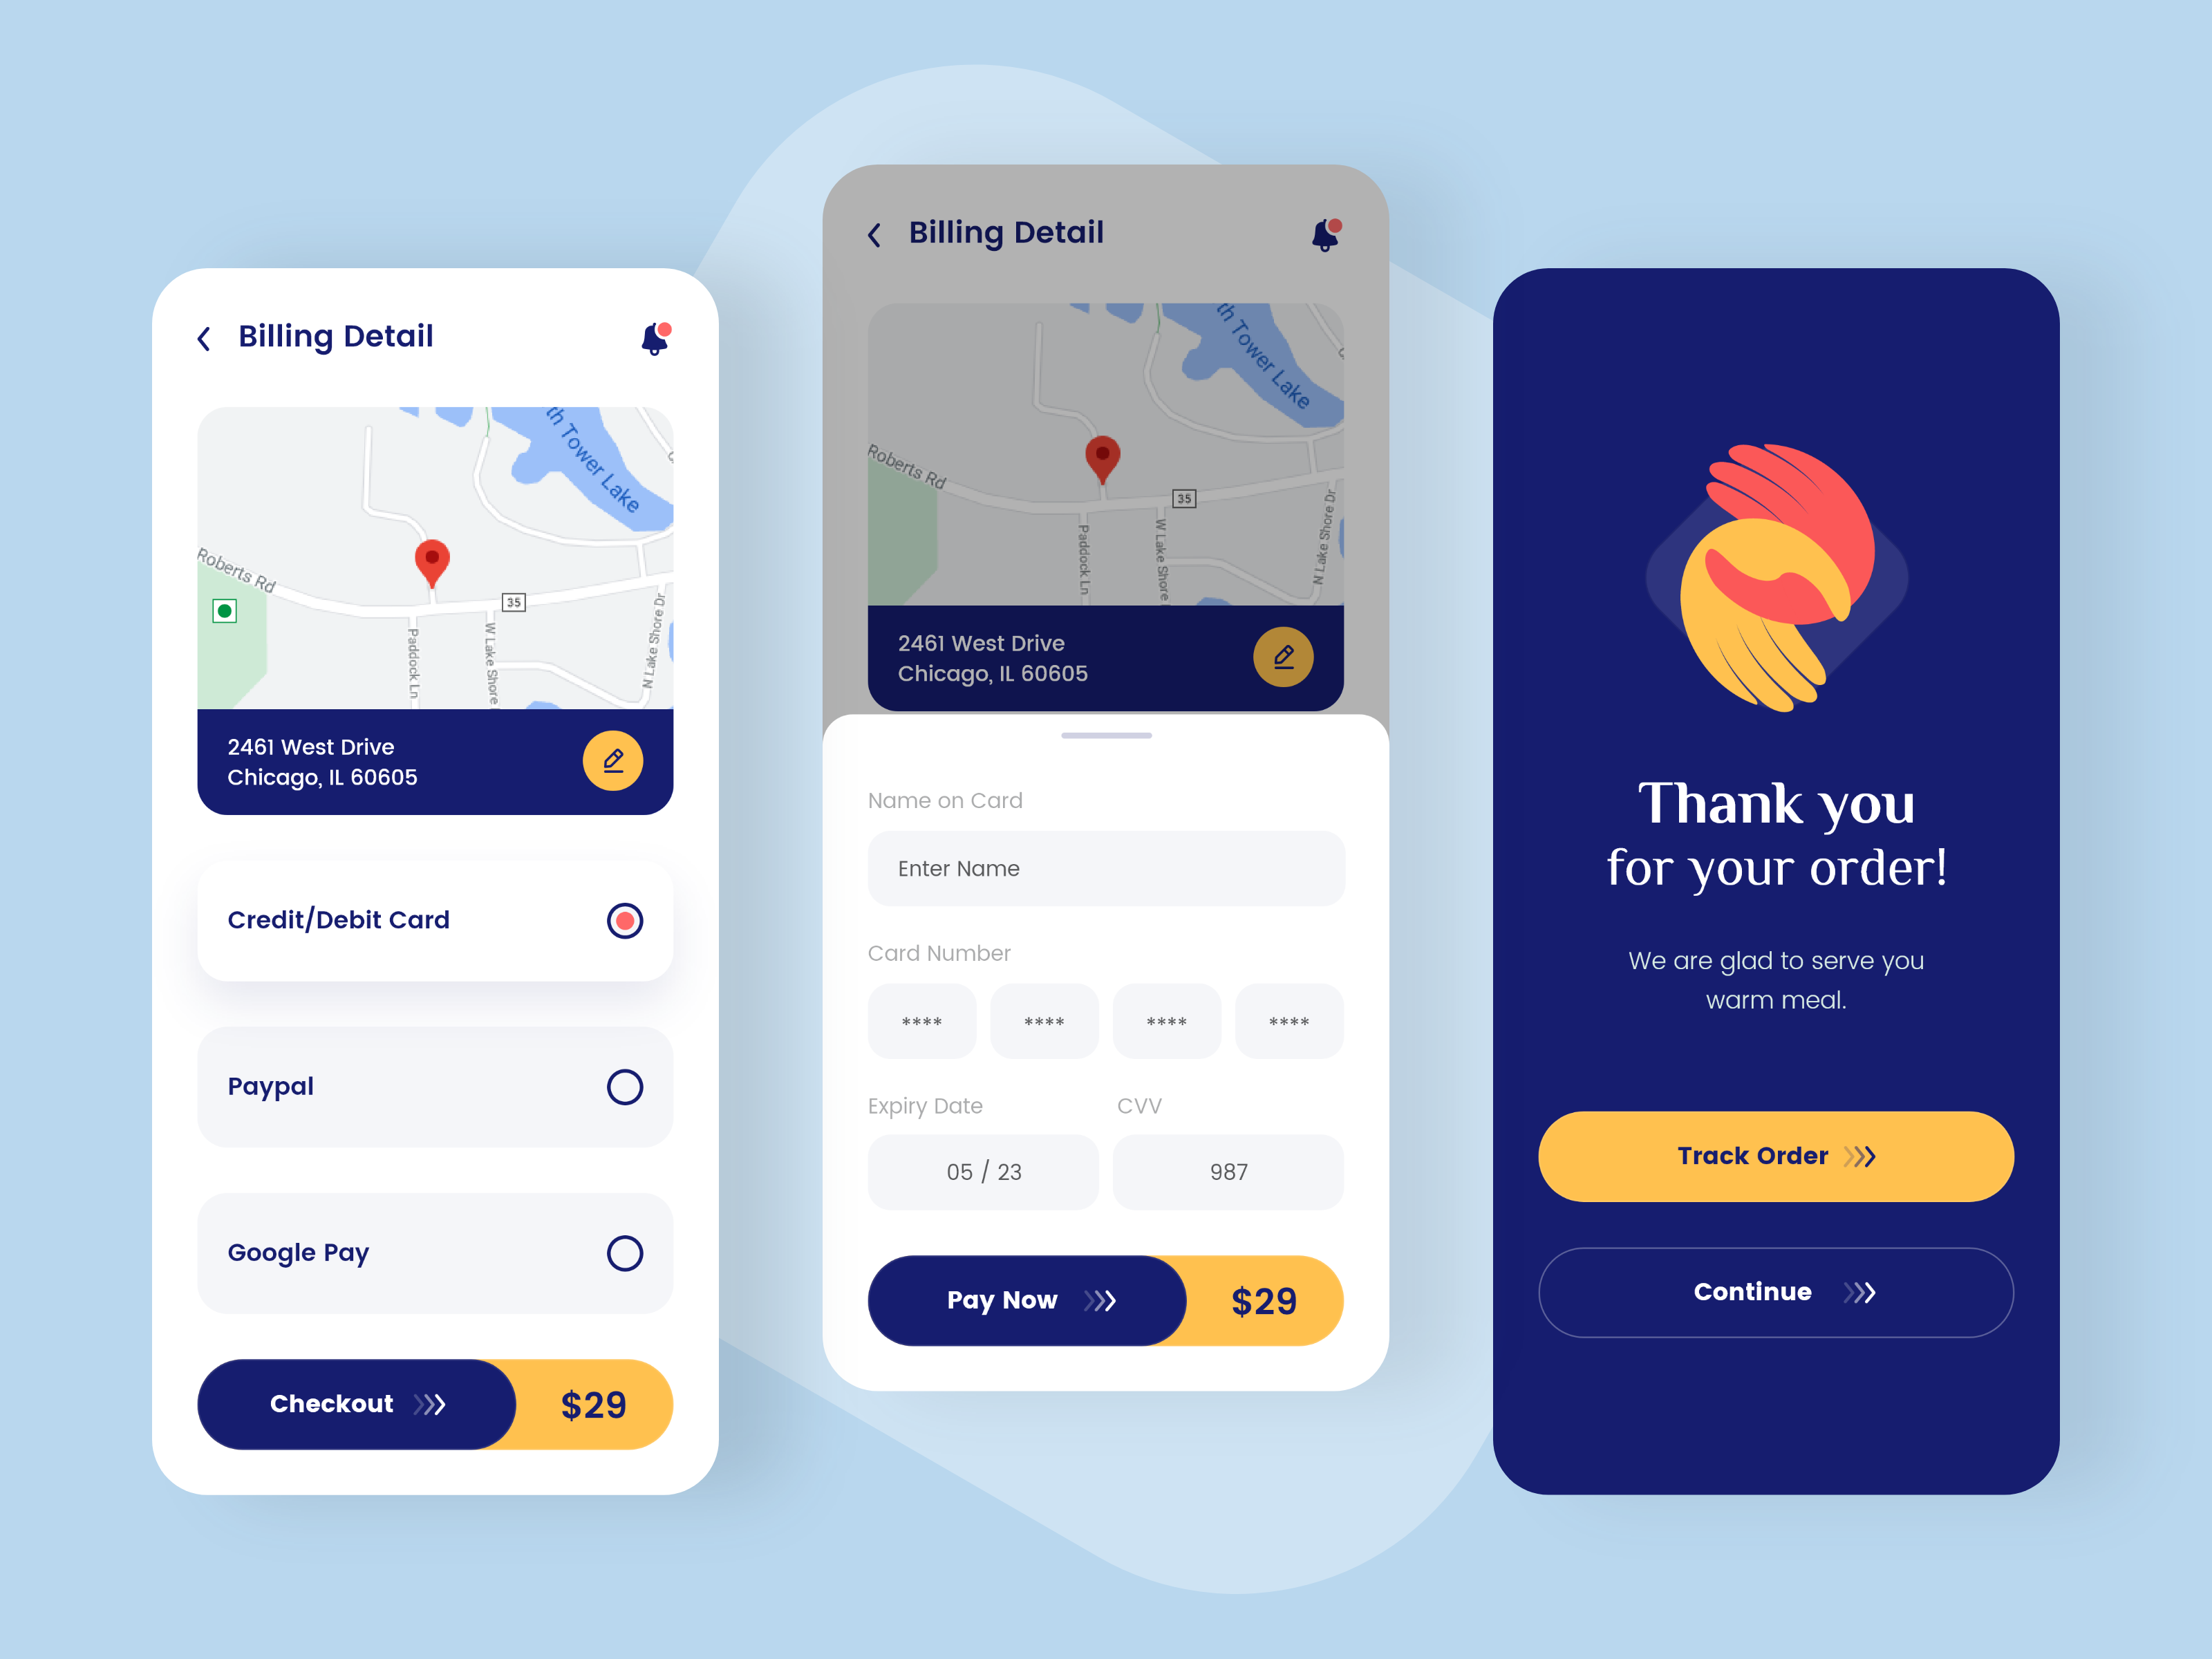 Billing Detail
th Tower Lake
Roberts Rd
35
Paddock Ln
W Lake Shore
N Lake Shore Dr
2461 West Drive
Chicago, IL 60605
Credit/Debit Card
Paypal
Google Pay
Checkout
$29
Billing Detail
th Tower Lake
Roberts Rd
35
Paddock Ln
W Lake Shore
N Lake Shore Dr
2461 West Drive
Chicago, IL 60605
Name on Card
Enter Name
Card Number
**** **** **** ****
Expiry Date CVV
05 / 23 987
Pay Now $29
Thank you
for your order!
We are glad to serve you
warm meal.
Track Order
Continue